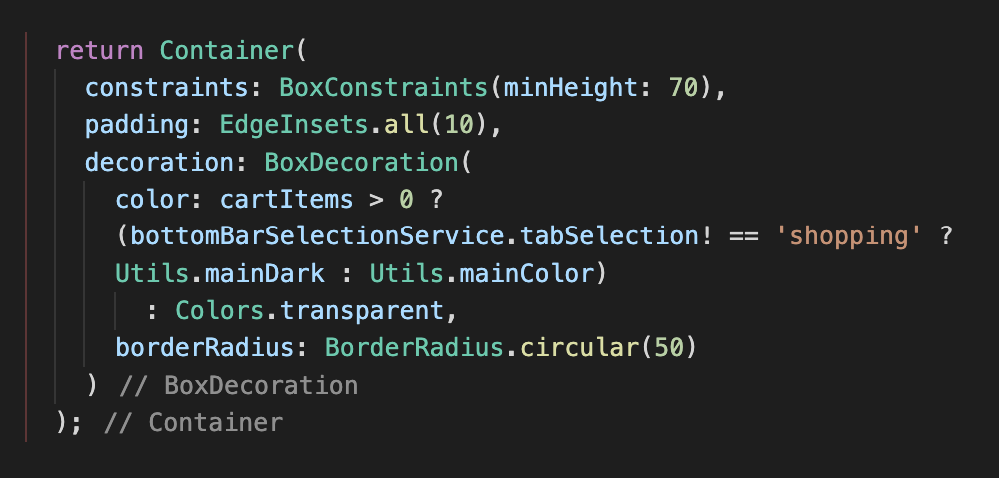 return Container(
constraints: BoxConstraints(minHeight: 70),
padding: EdgeInsets.all(10),
decoration: BoxDecoration(
color: cartItems > 0 ?
(bottomBarSelectionService.tabSelection! == 'shopping' ?
Utils.mainDark : Utils.mainColor)
: Colors.transparent,
borderRadius: BorderRadius.circular(50)
) // BoxDecoration
); // Container